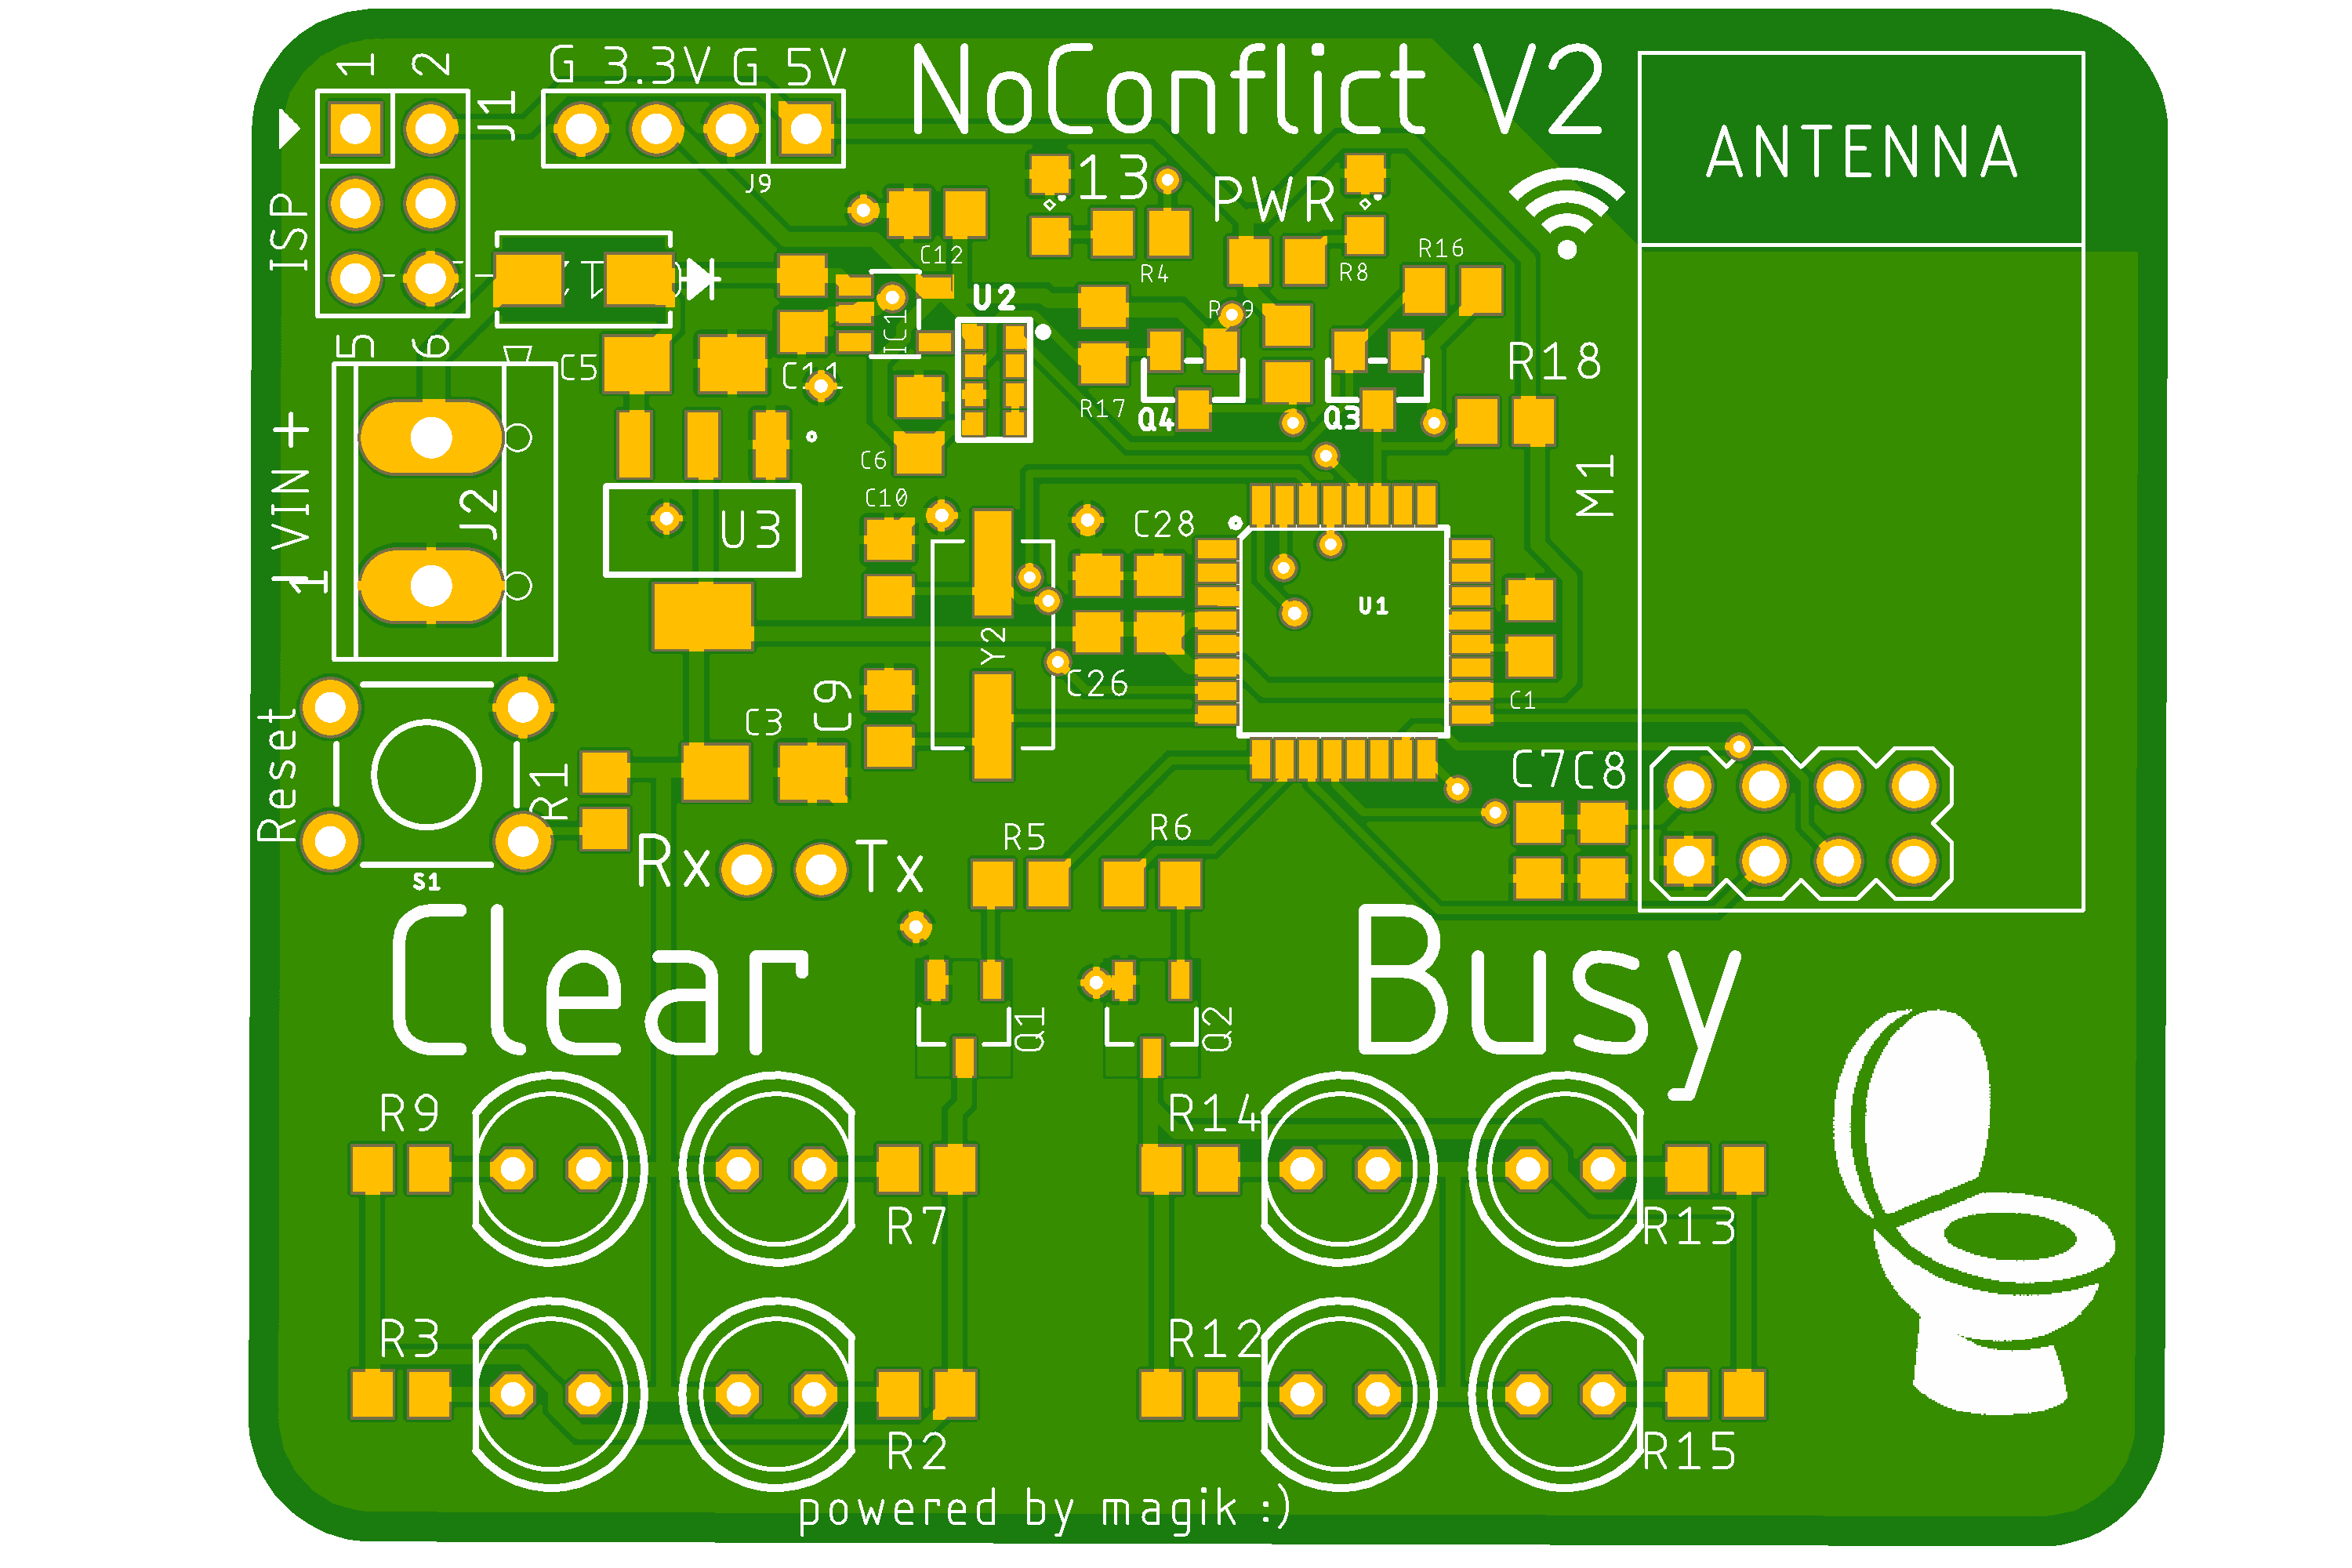 1 2
G 3.3V G 5V
NoConflict V2
J1
J9
ISP
ANTENNA
13
PWR
C12
R4
R8
R16
U2
IC1
5 6
C5
C11
R17
Q4
Q3
R18
VIN +
1
J2
C6
C10
U3
C28
M1
U1
Y2
C26
C1
Reset
C9
C3
R1
C7 C8
S1
Rx Tx
R5
R6
Clear
Busy
Q1
Q2
R9
R14
R7
R13
R3
R12
R2
R15
powered by magik :)